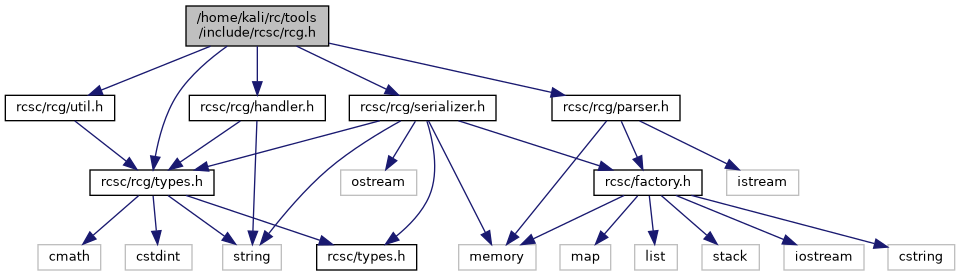 /home/kali/rc/tools
/include/rcsc/rcg.h
rcsc/rcg/util.h
rcsc/rcg/handler.h
rcsc/rcg/serializer.h
rcsc/rcg/parser.h
rcsc/rcg/types.h
ostream
rcsc/factory.h
istream
cmath
cstdint
string
rcsc/types.h
memory
map
list
stack
iostream
cstring